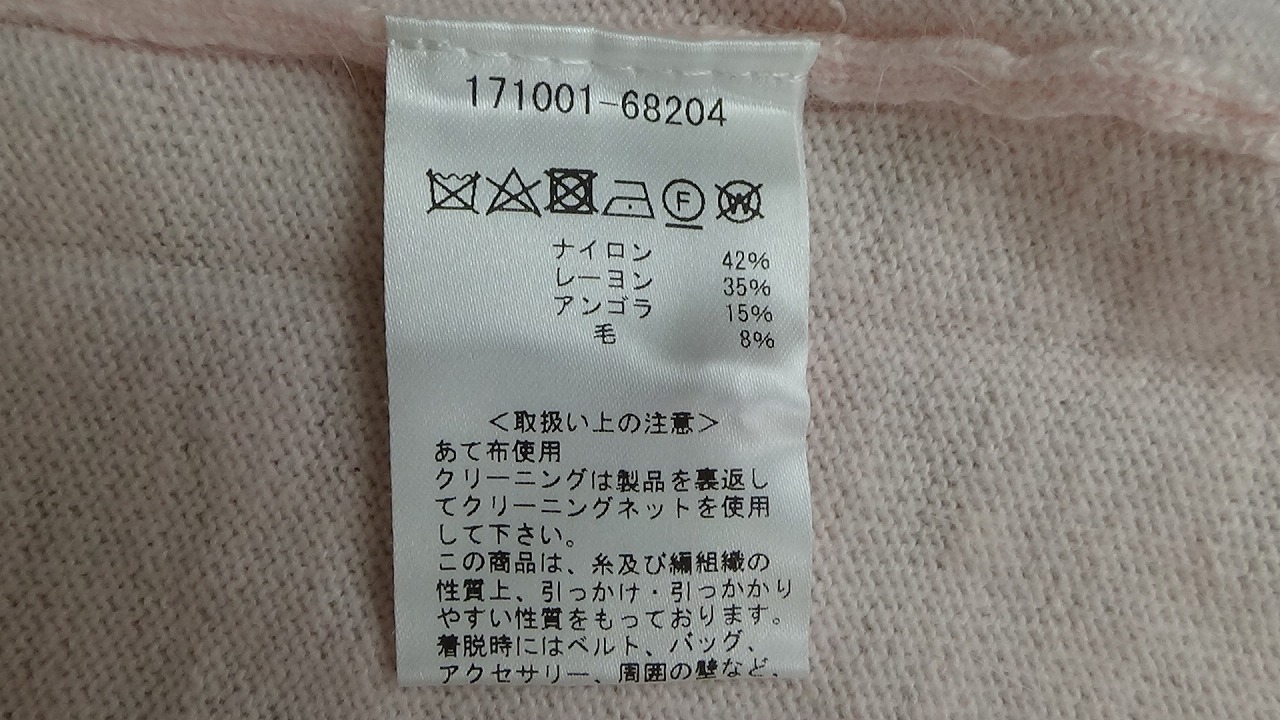 171001-68204
F W
ナイロン 42%
レーヨン 35%
アンゴラ 15%
毛 8%
＜取扱い上の注意＞
あて布使用
クリーニングは製品を裏返し
てクリーニングネットを使用
して下さい。
この商品は、糸及び編組織の
性質上、引っかけ・引っかかり
やすい性質をもっております。
着脱時にはベルト、バッグ、
アクセサリー、周囲の壁など、